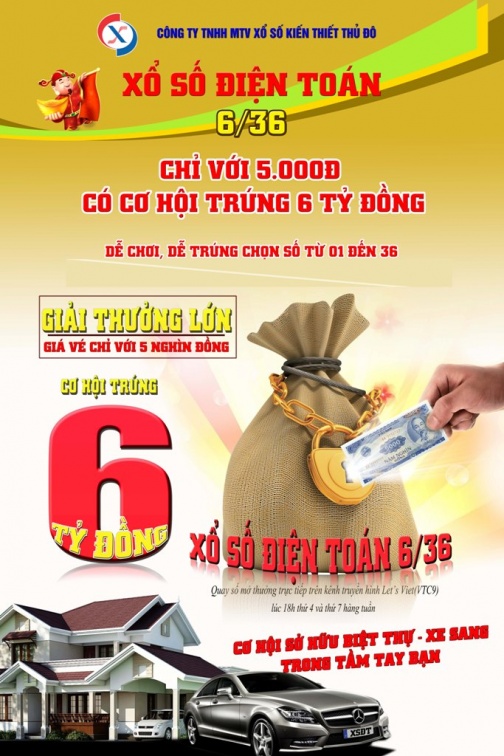 CÔNG TY TNHH MTV XỔ SỐ KIẾN THIẾT THỦ ĐÔ
XỔ SỐ ĐIỆN TOÁN
6/36
CHỈ VỚI 5.000Đ
CÓ CƠ HỘI TRÚNG 6 TỶ ĐỒNG
DỄ CHƠI, DỄ TRÚNG CHỌN SỐ TỪ 01 ĐẾN 36
GIẢI THƯỞNG LỚN
GIÁ VÉ CHỈ VỚI 5 NGHÌN ĐỒNG
CƠ HỘI TRÚNG
6
TỶ ĐỒNG
XỔ SỐ ĐIỆN TOÁN 6/36
Quay số mở thưởng trực tiếp trên kênh truyện hình Let's Viet(VTC9)
lúc 18h thứ 4 và thứ 7 hàng tuần
CƠ HỘI SỞ HỮU BIỆT THỰ - XE SANG
TRONG TẦM TAY BẠN
XSDT